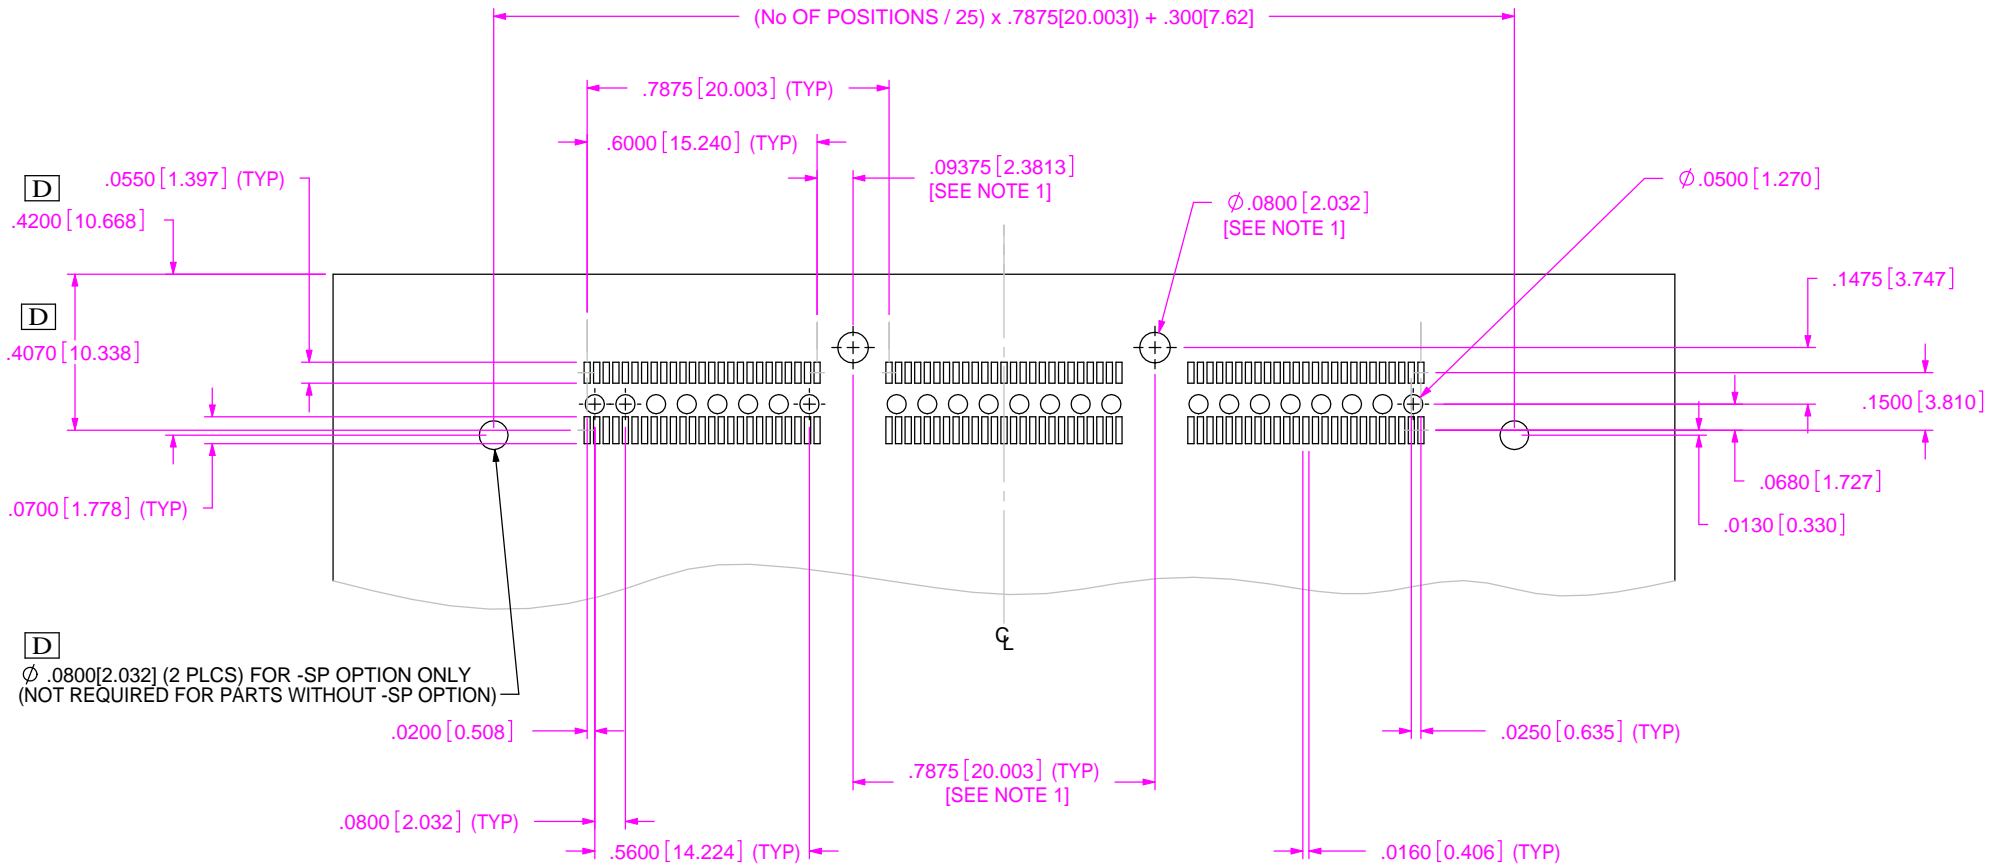 (No OF POSITIONS / 25) x .7875[20.003]) + .300[7.62]
.7875 [20.003] (TYP)
.6000 [15.240] (TYP)
.09375 [2.3813]
[SEE NOTE 1]
D
.0550 [1.397] (TYP)
Ø.0500 [1.270]
.4200 [10.668]
Ø.0800 [2.032]
[SEE NOTE 1]
.1475 [3.747]
D
.4070 [10.338]
.1500 [3.810]
.0680 [1.727]
.0700 [1.778] (TYP)
.0130 [0.330]
CL
D
Ø .0800[2.032] (2 PLCS) FOR -SP OPTION ONLY
(NOT REQUIRED FOR PARTS WITHOUT -SP OPTION)
.0200 [0.508]
.0250 [0.635] (TYP)
.7875 [20.003] (TYP)
[SEE NOTE 1]
.0800 [2.032] (TYP)
.5600 [14.224] (TYP)
.0160 [0.406] (TYP)